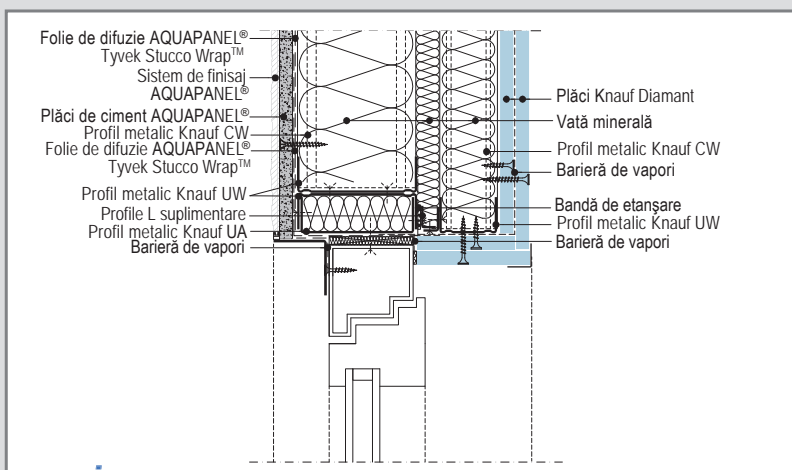 Folie de difuzie AQUAPANEL®
Tyvek Stucco Wrap™
Sistem de finisaj
AQUAPANEL®
Plăci de ciment AQUAPANEL®
Profil metalic Knauf CW
Folie de difuzie AQUAPANEL®
Tyvek Stucco Wrap™
Profil metalic Knauf UW
Profile L suplimentare
Profil metalic Knauf UA
Barieră de vapori
Plăci Knauf Diamant
Vată minerală
Profil metalic Knauf CW
Barieră de vapori
Bandă de etanşare
Profil metalic Knauf UW
Barieră de vapori